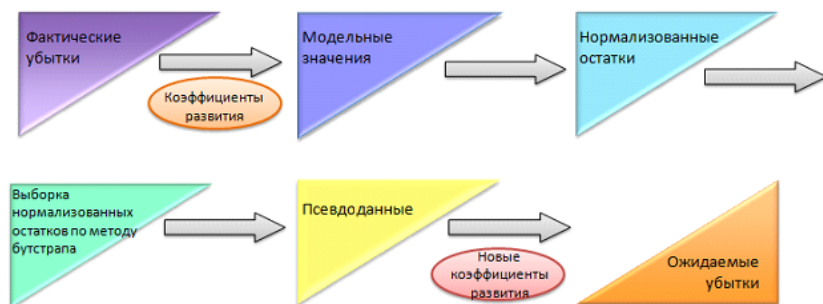 Фактические
убытки
Коэффициенты
развития
Модельные
значения
Нормализованные
остатки
Выборка
нормализованных
остатков по методу
бутстрапа
Псевдоданные
Новые
коэффициенты
развития
Ожидаемые
убытки